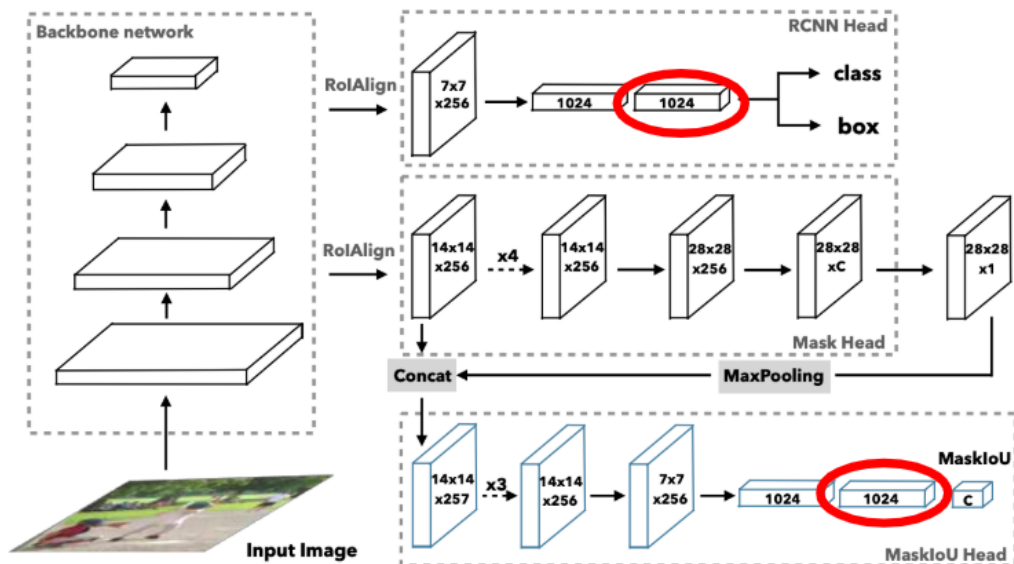 Backbone network
RCNN Head
RoIAlign
7x7
x256
1024
1024
class
box
RoIAlign
14x14
x256
x4
14x14
x256
28x28
x256
28x28
xC
28x28
x1
Mask Head
Concat
MaxPooling
14x14
x257
x3
14x14
x256
7x7
x256
1024
1024
C
MaskIoU
MaskIoU Head
Input Image